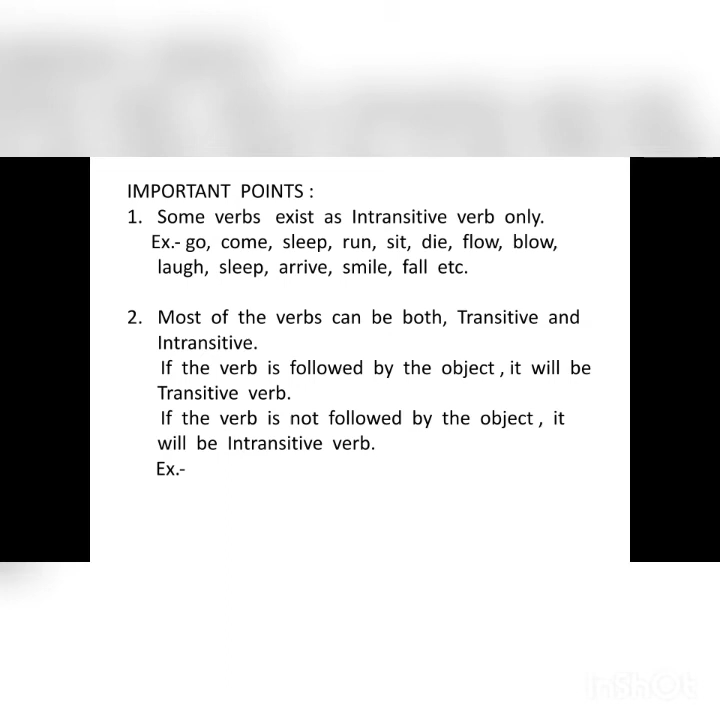 IMPORTANT POINTS :
1. Some verbs exist as Intransitive verb only.
Ex.- go, come, sleep, run, sit, die, flow, blow,
laugh, sleep, arrive, smile, fall etc.
2. Most of the verbs can be both, Transitive and
Intransitive.
If the verb is followed by the object , it will be
Transitive verb.
If the verb is not followed by the object , it
will be Intransitive verb.
Ex.-
InShOt